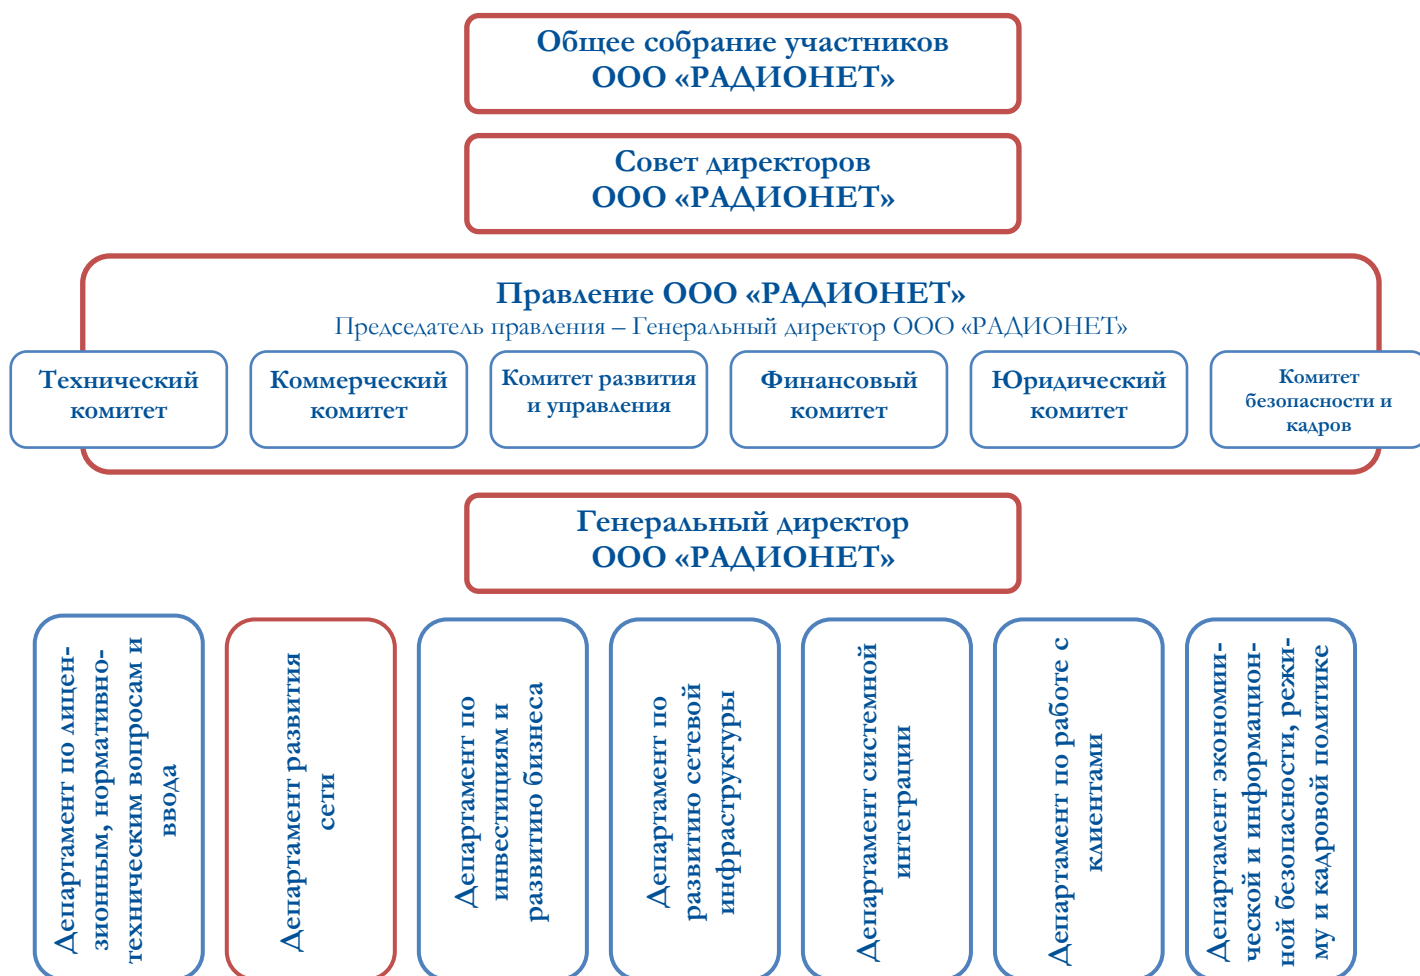 Общее собрание участников
ООО «РАДИОНЕТ»
Совет директоров
ООО «РАДИОНЕТ»
Правление ООО «РАДИОНЕТ»
Председатель правления – Генеральный директор ООО «РАДИОНЕТ»
Технический
комитет
Коммерческий
комитет
Комитет развития
и управления
Финансовый
комитет
Юридический
комитет
Комитет
безопасности и
кадров
Генеральный директор
ООО «РАДИОНЕТ»
Департамент по лицен-
зионным, нормативно-
техническим вопросам и
ввода
Департамент развития
сети
Департамент по
инвестициям и
развитию бизнеса
Департамент по
развитию сетевой
инфраструктуры
Департамент системной
интеграции
Департамент по работе с
клиентами
Департамент экономи-
ческой и информацион-
ной безопасности, режи-
му и кадровой политике